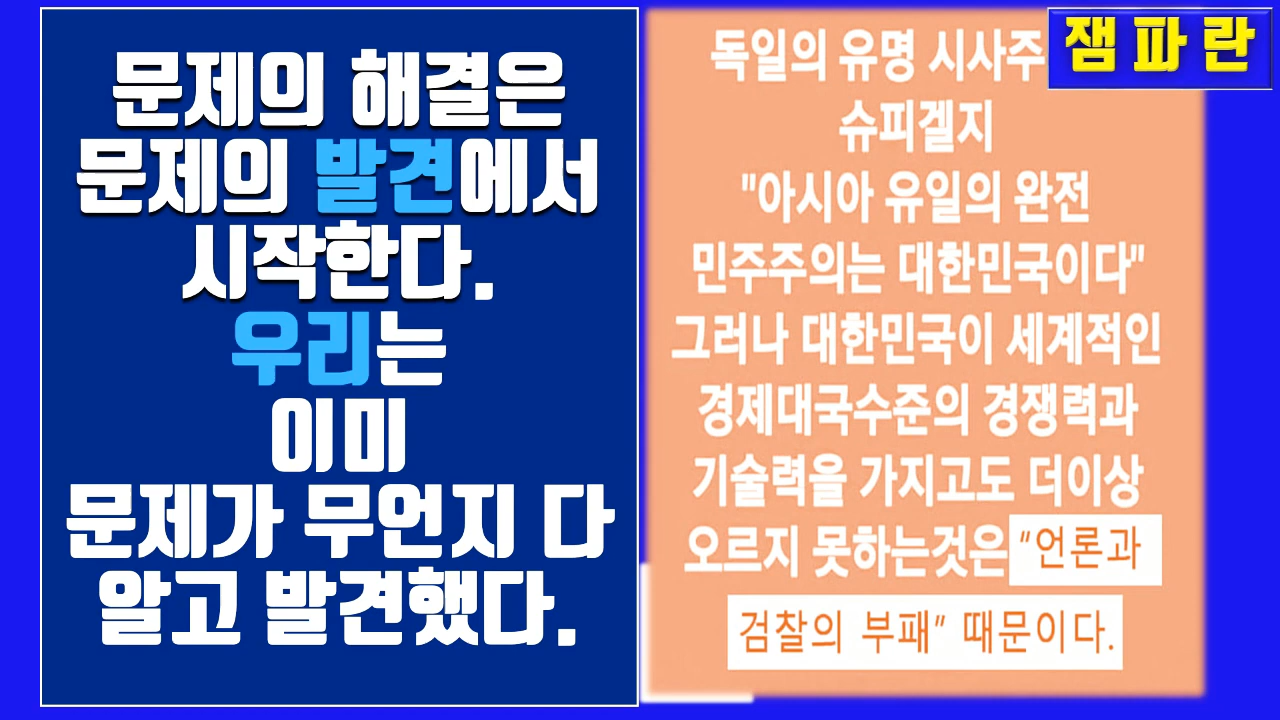 문제의 해결은
문제의 발견에서
시작한다.
우리는
이미
문제가 무언지 다
알고 발견했다.
잼파란
독일의 유명 시사주
슈피겔지
"아시아 유일의 완전
민주주의는 대한민국이다"
그러나 대한민국이 세계적인
경제대국수준의 경쟁력과
기술력을 가지고도 더이상
오르지 못하는것은 "언론과
검찰의 부패" 때문이다.